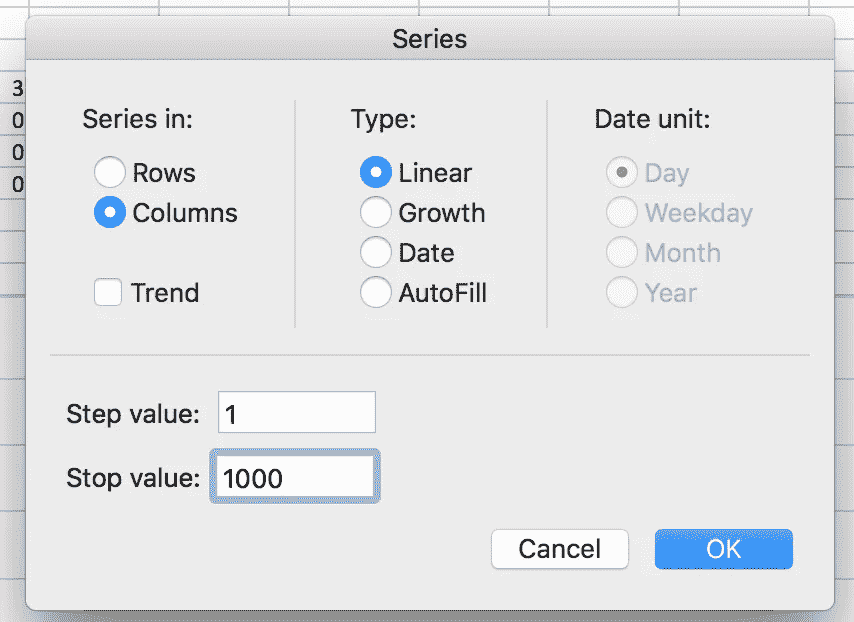 Series
3
0
0
0
Series in:
Rows
Columns
Trend
Type:
Linear
Growth
Date
AutoFill
Date unit:
Day
Weekday
Month
Year
Step value: 1
Stop value: 1000
Cancel OK